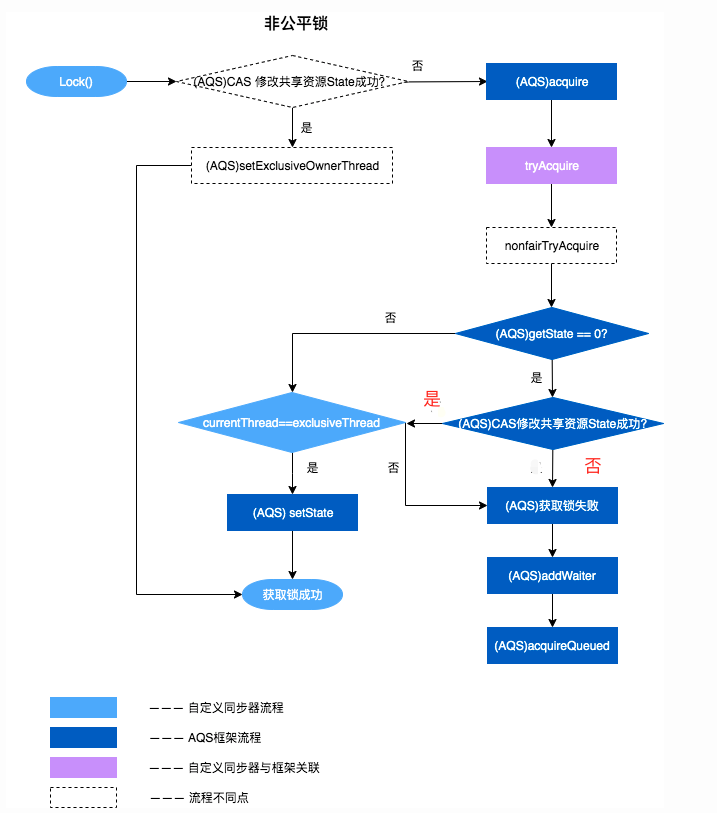 非公平锁
Lock()
(AQS)CAS 修改共享资源State成功?
否
(AQS)acquire
是
(AQS)setExclusiveOwnerThread
tryAcquire
nonfairTryAcquire
否
(AQS)getState == 0?
是
是
currentThread==exclusiveThread
(AQS)CAS修改共享资源State成功?
是
否
否
(AQS) setState
(AQS)获取锁失败
(AQS)addWaiter
获取锁成功
(AQS)acquireQueued
——— 自定义同步器流程
——— AQS框架流程
——— 自定义同步器与框架关联
——— 流程不同点